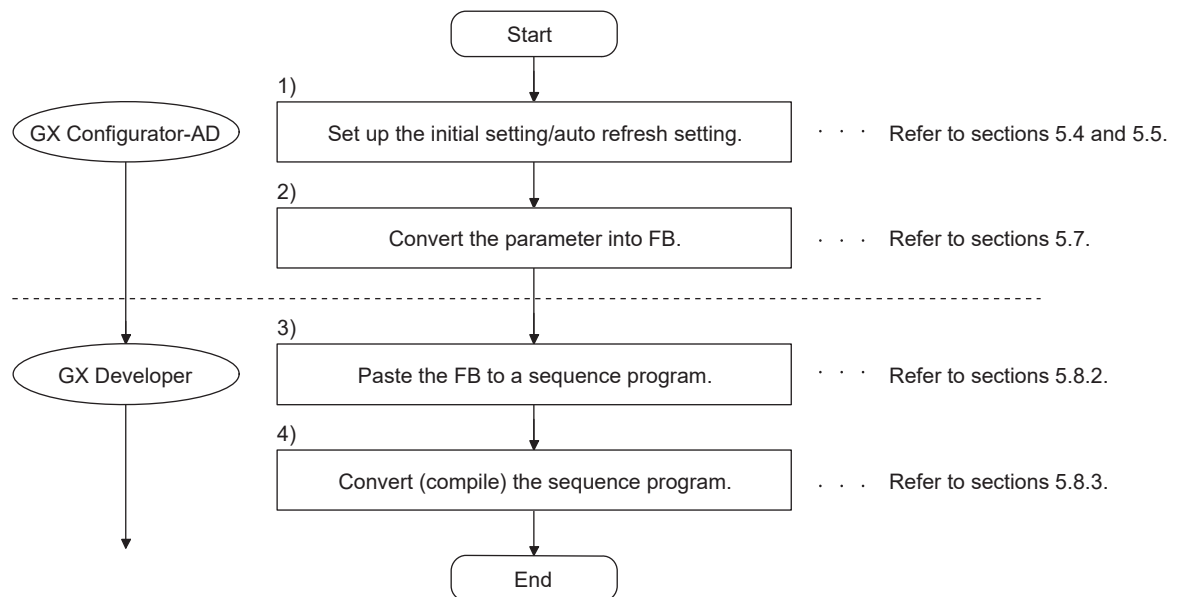 Start
1)
GX Configurator-AD
Set up the initial setting/auto refresh setting.
· · · Refer to sections 5.4 and 5.5.
2)
Convert the parameter into FB.
· · · Refer to sections 5.7.
3)
GX Developer
Paste the FB to a sequence program.
· · · Refer to sections 5.8.2.
4)
Convert (compile) the sequence program.
· · · Refer to sections 5.8.3.
End